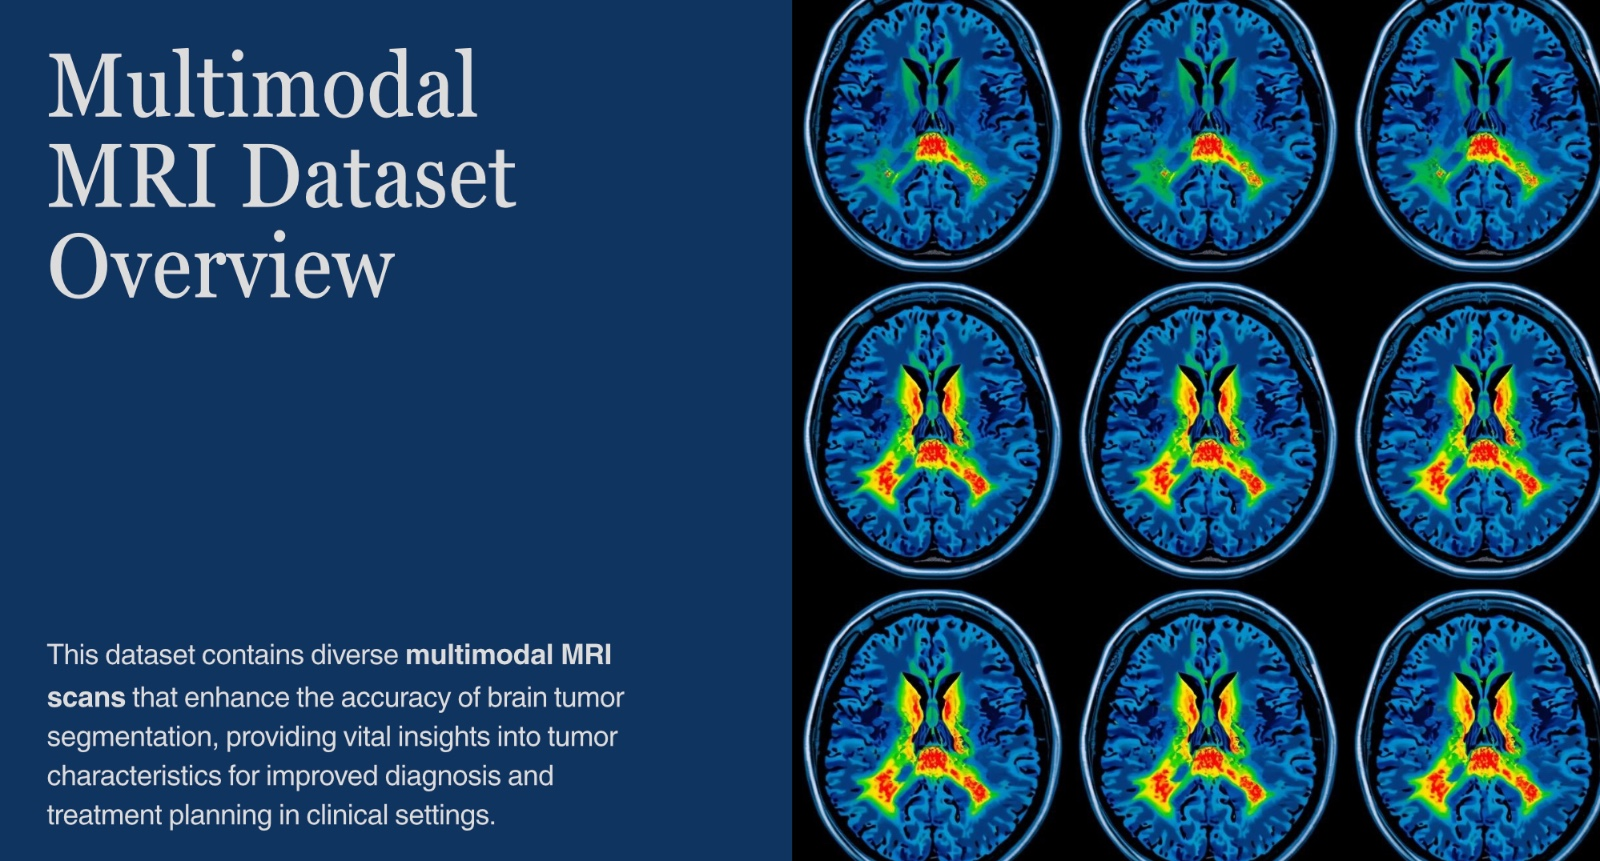 Multimodal
MRI Dataset
Overview
This dataset contains diverse multimodal MRI
scans that enhance the accuracy of brain tumor
segmentation, providing vital insights into tumor
characteristics for improved diagnosis and
treatment planning in clinical settings.